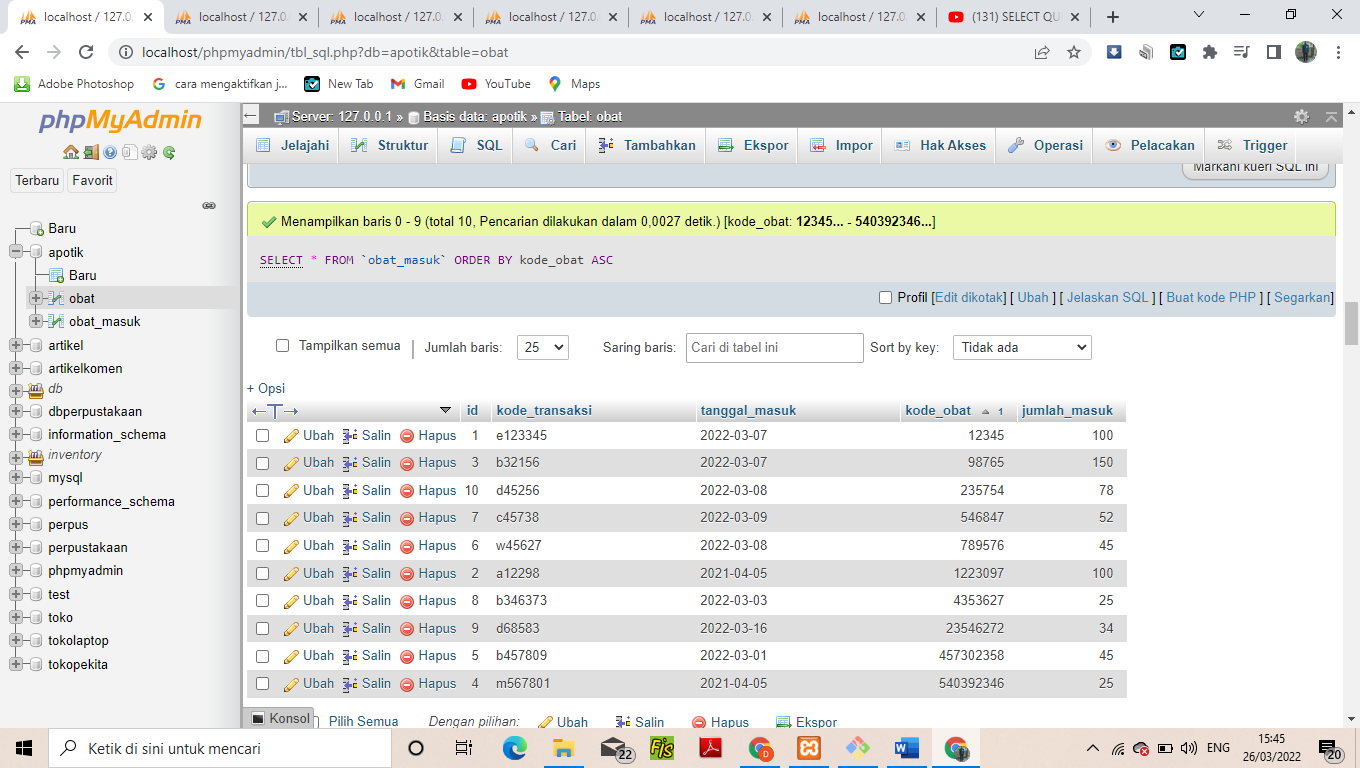 localhost / 127.0. localhost / 127.0. localhost / 127.0. localhost / 127.0. localhost / 127.0. localhost / 127.0. (131) SELECT QU
localhost/phpmyadmin/tbl_sql.php?db=apotik&table=obat
Adobe Photoshop cara mengaktifkan j... New Tab Gmail YouTube Maps
phpMyAdmin
Terbaru Favorit
Baru
apotik
Baru
obat
obat_masuk
artikel
artikelkomen
db
dbperpustakaan
information_schema
inventory
mysql
performance_schema
perpus
perpustakaan
phpmyadmin
test
toko
tokolaptop
tokopekita
Server: 127.0.0.1 » Basis data: apotik » Tabel: obat
Jelajahi Struktur SQL Cari Tambahkan Ekspor Impor Hak Akses Operasi Pelacakan Trigger
Markahi kueri SQL ini
Menampilkan baris 0 - 9 (total 10, Pencarian dilakukan dalam 0,0027 detik.) [kode_obat: 12345... - 540392346...]
SELECT * FROM `obat_masuk` ORDER BY kode_obat ASC
Profil [Edit dikotak] [ Ubah ] [ Jelaskan SQL ] [ Buat kode PHP ] [ Segarkan]
Tampilkan semua | Jumlah baris: 25 Saring baris: Cari di tabel ini Sort by key: Tidak ada
+ Opsi
←T→ id kode_transaksi tanggal_masuk kode_obat 1 jumlah_masuk
Ubah Salin Hapus 1 e123345 2022-03-07 12345 100
Ubah Salin Hapus 3 b32156 2022-03-07 98765 150
Ubah Salin Hapus 10 d45256 2022-03-08 235754 78
Ubah Salin Hapus 7 c45738 2022-03-09 546847 52
Ubah Salin Hapus 6 w45627 2022-03-08 789576 45
Ubah Salin Hapus 2 a12298 2021-04-05 1223097 100
Ubah Salin Hapus 8 b346373 2022-03-03 4353627 25
Ubah Salin Hapus 9 d68583 2022-03-16 23546272 34
Ubah Salin Hapus 5 b457809 2022-03-01 457302358 45
Ubah Salin Hapus 4 m567801 2021-04-05 540392346 25
Konsol Pilih Semua Dengan pilihan: Ubah Salin Hapus Ekspor
Ketik di sini untuk mencari 22 ENG 15:45
26/03/2022 20